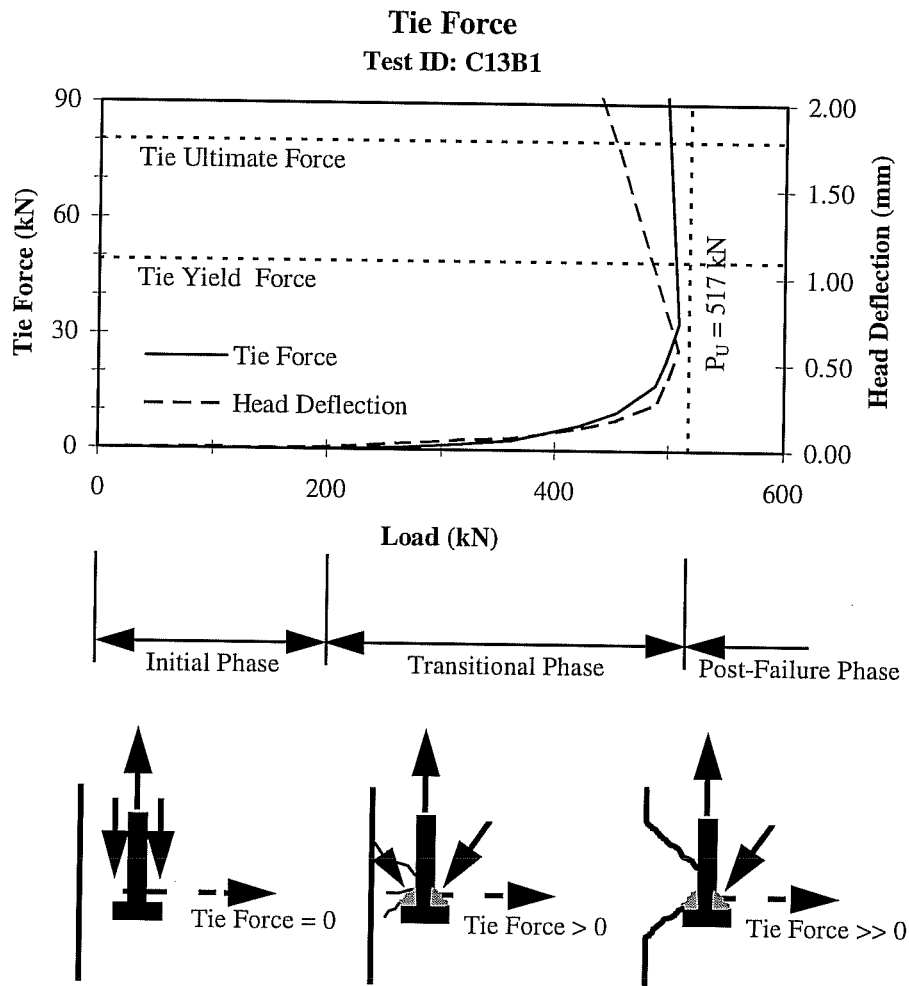 Tie Force
Test ID: C13B1
90
60
30
0
Tie Force (kN)
2.00
1.50
1.00
0.50
0.00
Head Deflection (mm)
Tie Ultimate Force
Tie Yield Force
Tie Force
Head Deflection
P_U = 517 kN
0 200 400 600
Load (kN)
Initial Phase Transitional Phase Post-Failure Phase
Tie Force = 0 Tie Force > 0 Tie Force >> 0